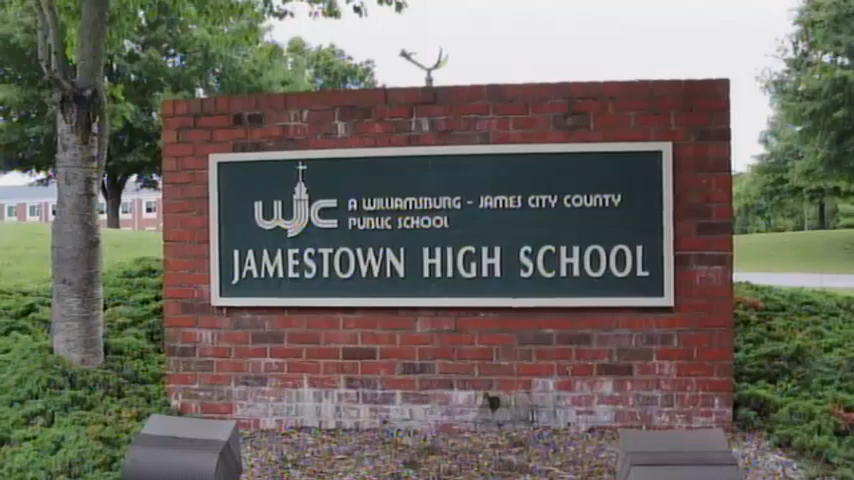 WJC
A WILLIAMSBURG - JAMES CITY COUNTY
PUBLIC SCHOOL
JAMESTOWN HIGH SCHOOL